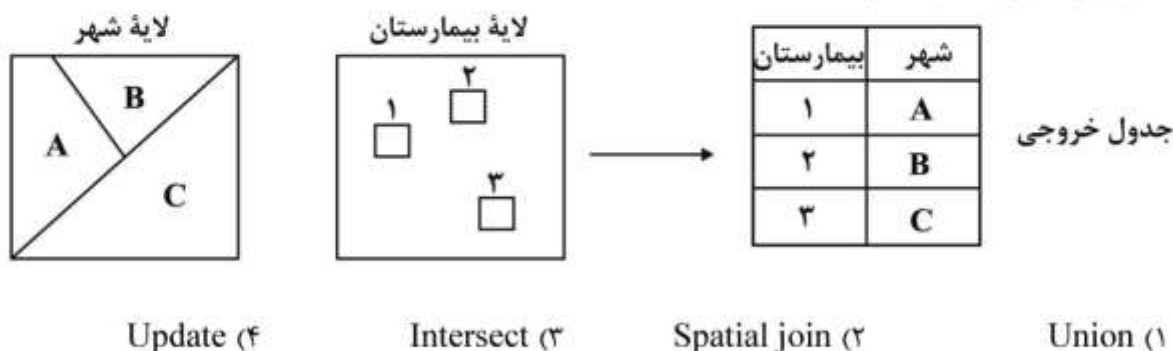 لایهٔ شهر
A
B
C
لایهٔ بیمارستان
۱
۲
۳
شهر بیمارستان
A ۱
B ۲
C ۳
جدول خروجی
۱) Union ۲) Spatial join ۳) Intersect ۴) Update